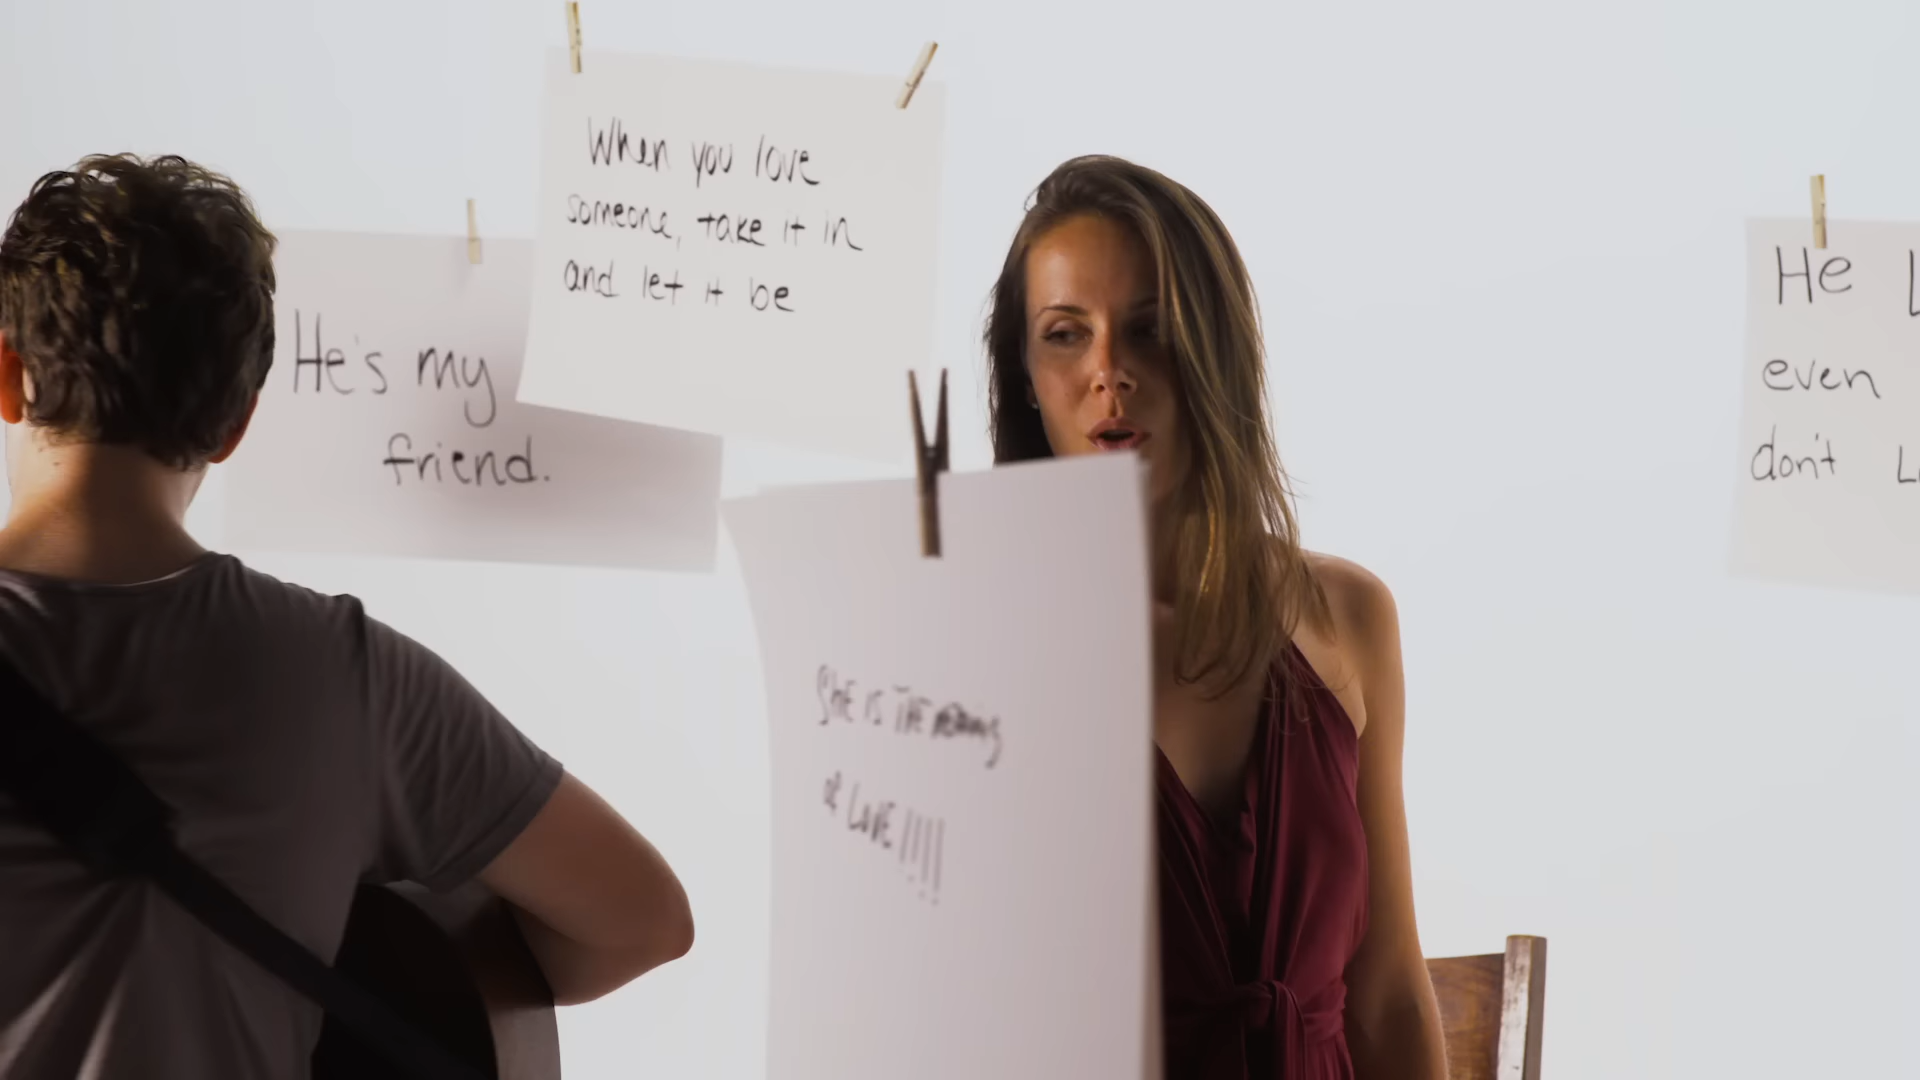 When you love
someone, take it in
and let it be
He's my
friend.
SHE IS THE MEANING
OF LOVE!!!!
He
even
don't